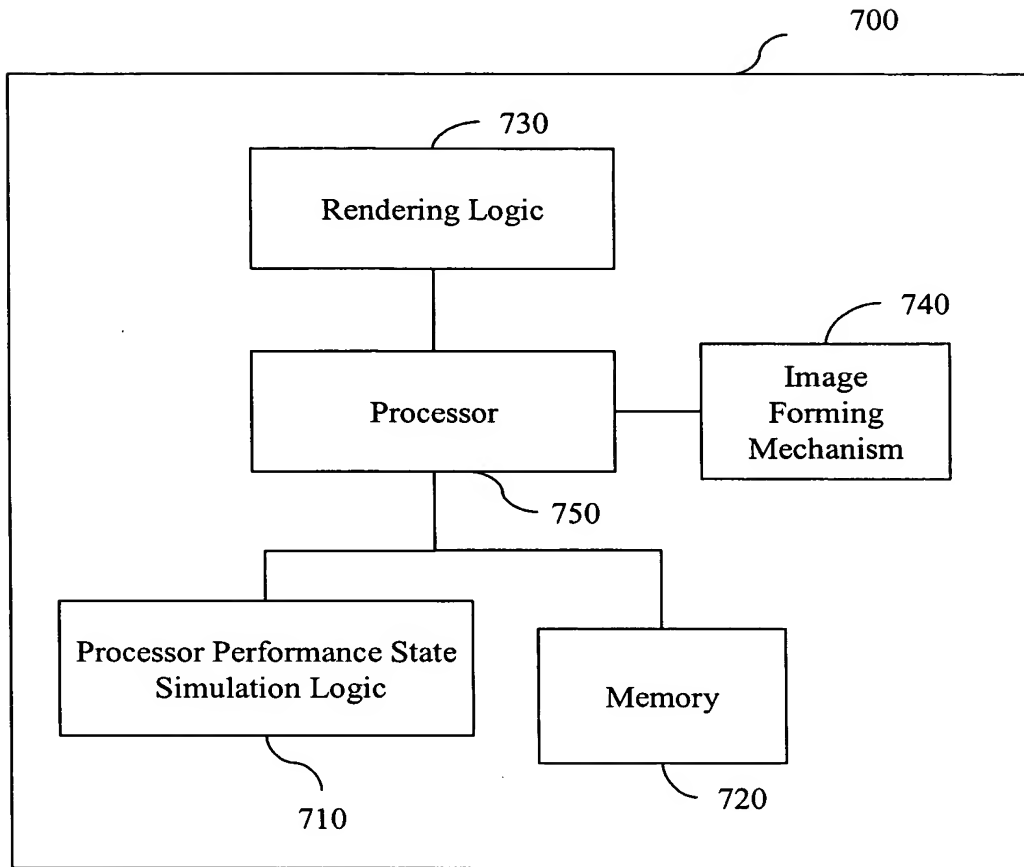 700
730
Rendering Logic
740
Image
Forming
Mechanism
Processor
750
Processor Performance State
Simulation Logic
Memory
710
720